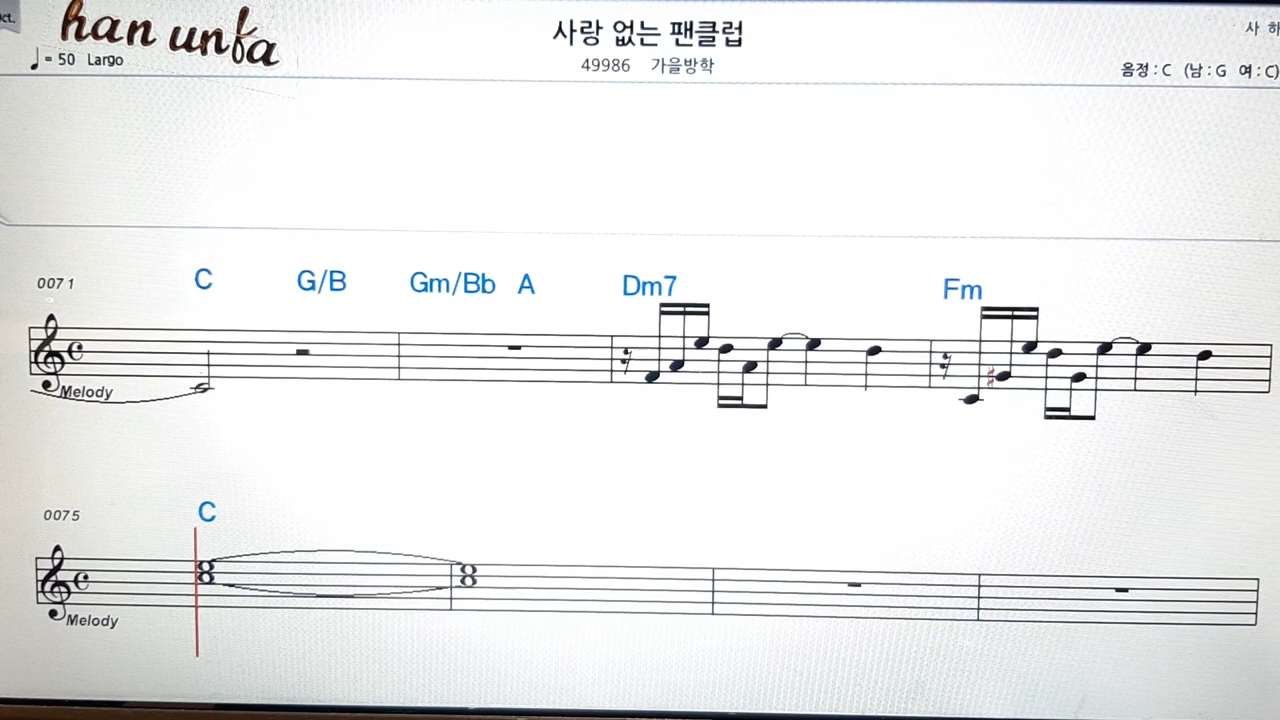 han unfa
사랑 없는 팬클럽
♩= 50 Largo
49986 가을방학
음정 : C (남 : G 여 : C)
0071
C G/B Gm/Bb A Dm7 Fm
Melody
0075
C
Melody